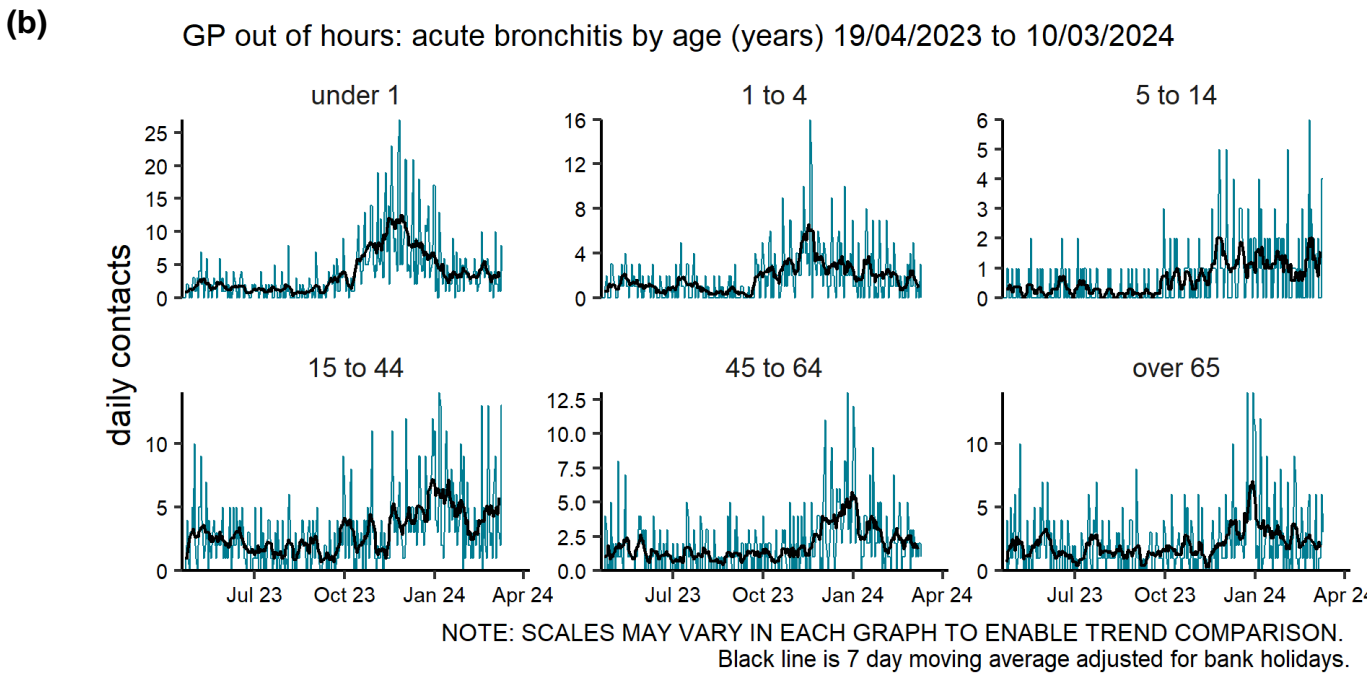 (b)
GP out of hours: acute bronchitis by age (years) 19/04/2023 to 10/03/2024
daily contacts
under 1
25
20
15
10
5
0
1 to 4
16
12
8
4
0
5 to 14
6
5
4
3
2
1
0
15 to 44
10
5
0
Jul 23 Oct 23 Jan 24 Apr 24
45 to 64
12.5
10.0
7.5
5.0
2.5
0.0
Jul 23 Oct 23 Jan 24 Apr 24
over 65
10
5
0
Jul 23 Oct 23 Jan 24 Apr 24
NOTE: SCALES MAY VARY IN EACH GRAPH TO ENABLE TREND COMPARISON.
Black line is 7 day moving average adjusted for bank holidays.